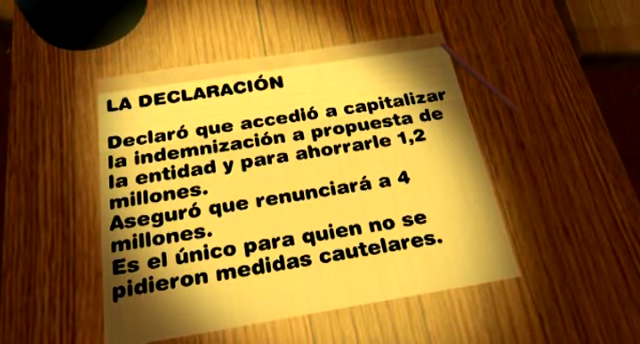 LA DECLARACIÓN
Declaró que accedió a capitalizar
la indemnización a propuesta de
la entidad y para ahorrarle 1,2
millones.
Aseguró que renunciará a 4
millones.
Es el único para quien no se
pidieron medidas cautelares.